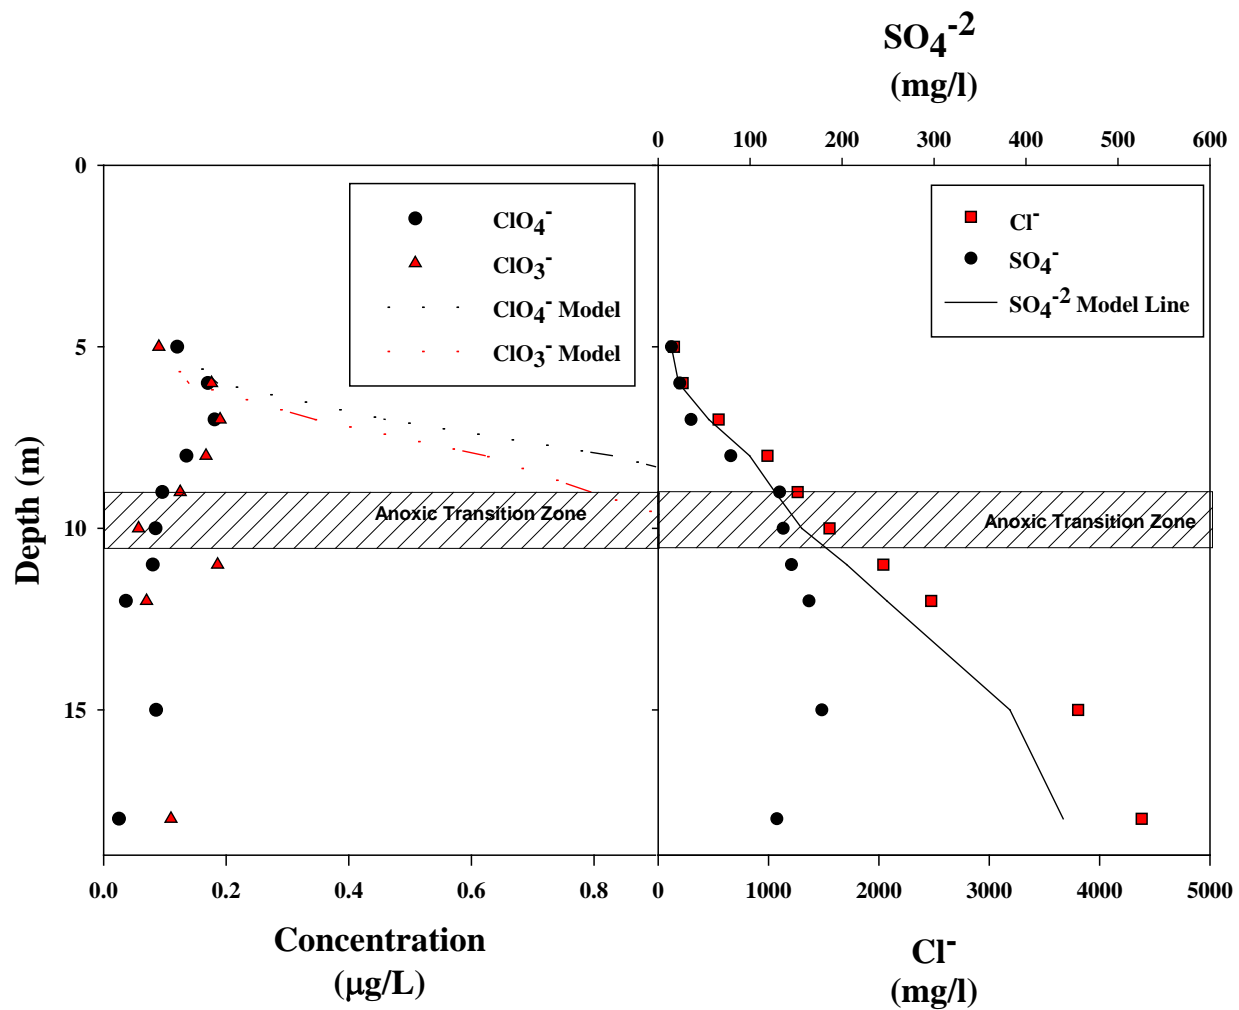 SO4-2
(mg/l)
0 100 200 300 400 500 600
0
5
10
15
Depth (m)
ClO4-
ClO3-
ClO4- Model
ClO3- Model
Cl-
SO4-
SO4-2 Model Line
Anoxic Transition Zone
Anoxic Transition Zone
0.0 0.2 0.4 0.6 0.8
0 1000 2000 3000 4000 5000
Concentration
(µg/L)
Cl-
(mg/l)